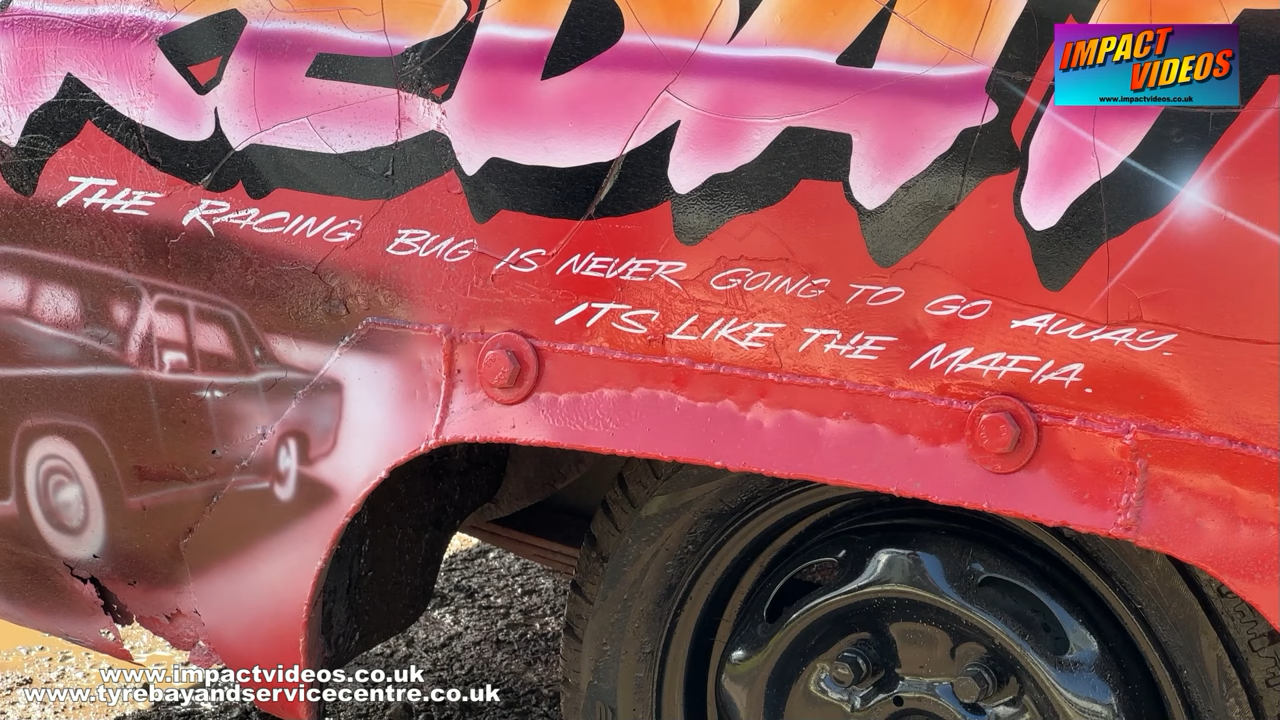 IMPACT
VIDEOS
www.impactvideos.co.uk
THE RACING BUG IS NEVER GOING TO GO AWAY.
ITS LIKE THE MAFIA.
www.impactvideos.co.uk
www.tyrebayandservicecentre.co.uk